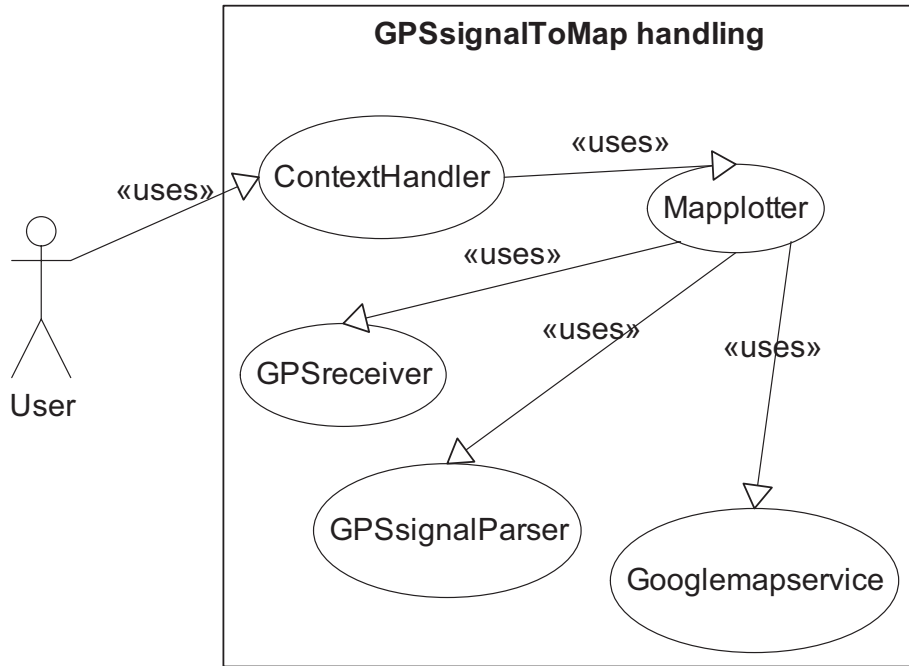 GPSsignalToMap handling
«uses»
ContextHandler
«uses»
Mapplotter
«uses»
«uses»
«uses»
GPSreceiver
User
GPSsignalParser
Googlemapservice